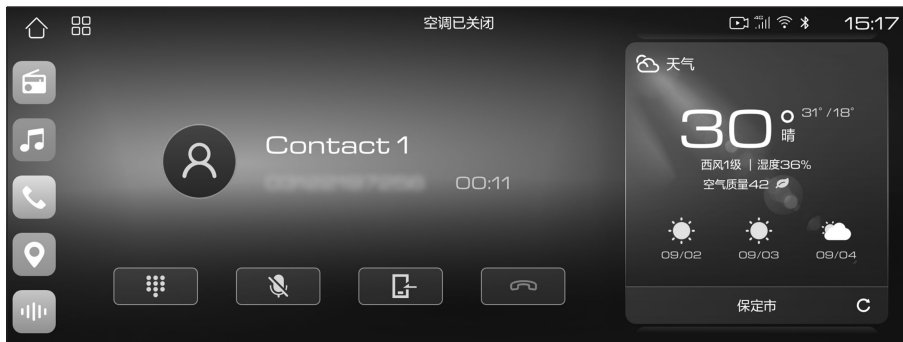 空调已关闭
4G
15:17
Contact 1
00:11
天气
30°
31°/18°
晴
西风1级 | 湿度36%
空气质量42
09/02 09/03 09/04
保定市